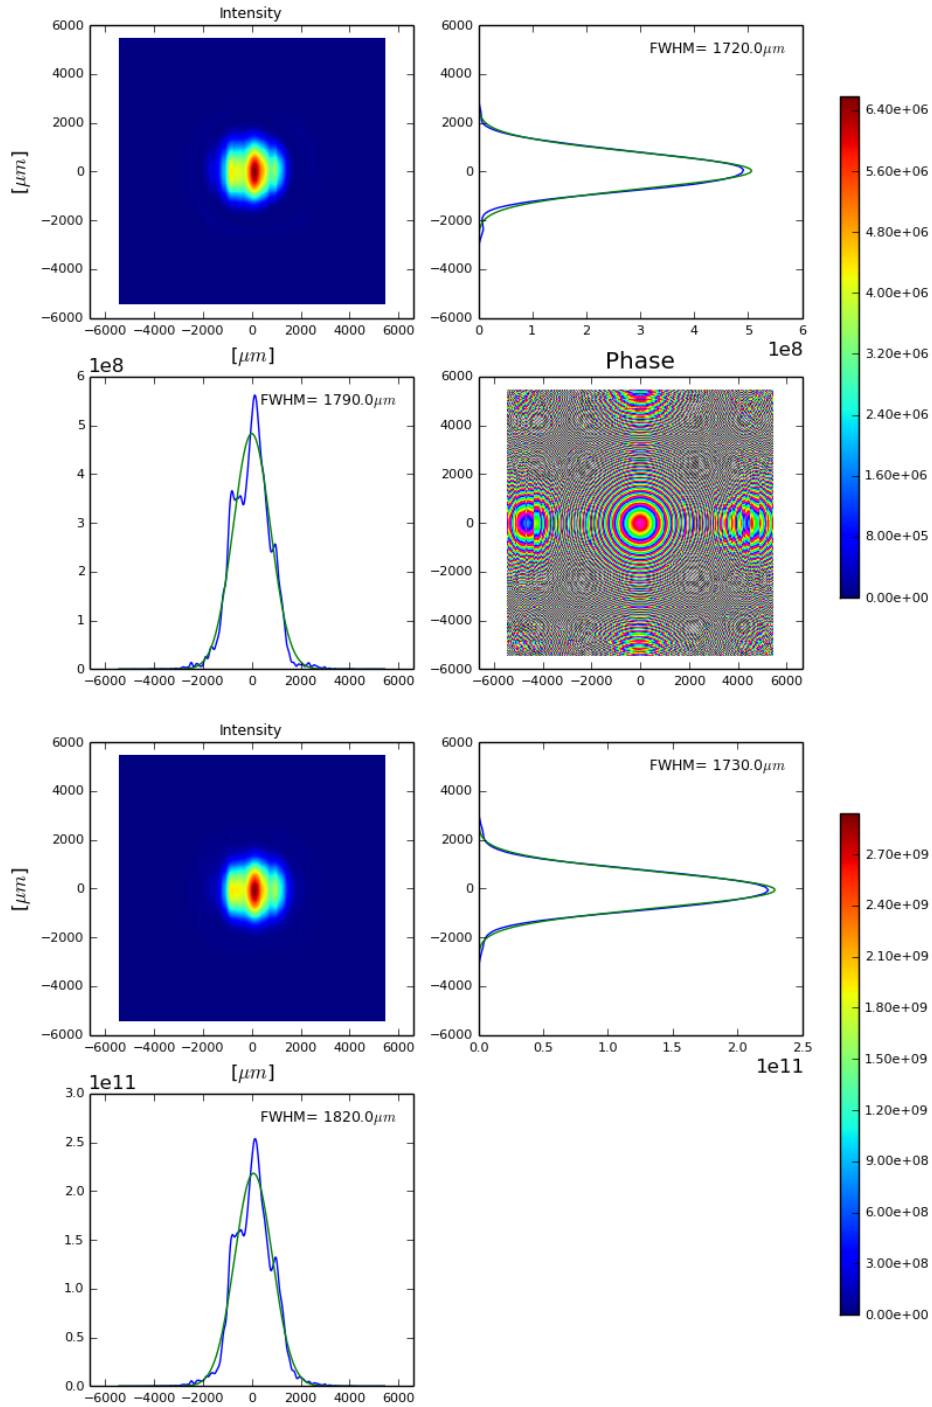 Intensity
6000
4000
2000
0
−2000
−4000
−6000
[μm]
−6000 −4000 −2000 0 2000 4000 6000
[μm]
6000
4000
2000
0
−2000
−4000
−6000
FWHM= 1720.0μm
0 1 2 3 4 5 6
1e8
6.40e+06
5.60e+06
4.80e+06
4.00e+06
3.20e+06
2.40e+06
1.60e+06
8.00e+05
0.00e+00
1e8
6
5
4
3
2
1
0
FWHM= 1790.0μm
−6000 −4000 −2000 0 2000 4000 6000
Phase
6000
4000
2000
0
−2000
−4000
−6000
−6000 −4000 −2000 0 2000 4000 6000
Intensity
6000
4000
2000
0
−2000
−4000
−6000
[μm]
−6000 −4000 −2000 0 2000 4000 6000
[μm]
6000
4000
2000
0
−2000
−4000
−6000
FWHM= 1730.0μm
0.0 0.5 1.0 1.5 2.0 2.5
1e11
2.70e+09
2.40e+09
2.10e+09
1.80e+09
1.50e+09
1.20e+09
9.00e+08
6.00e+08
3.00e+08
0.00e+00
1e11
3.0
2.5
2.0
1.5
1.0
0.5
0.0
FWHM= 1820.0μm
−6000 −4000 −2000 0 2000 4000 6000